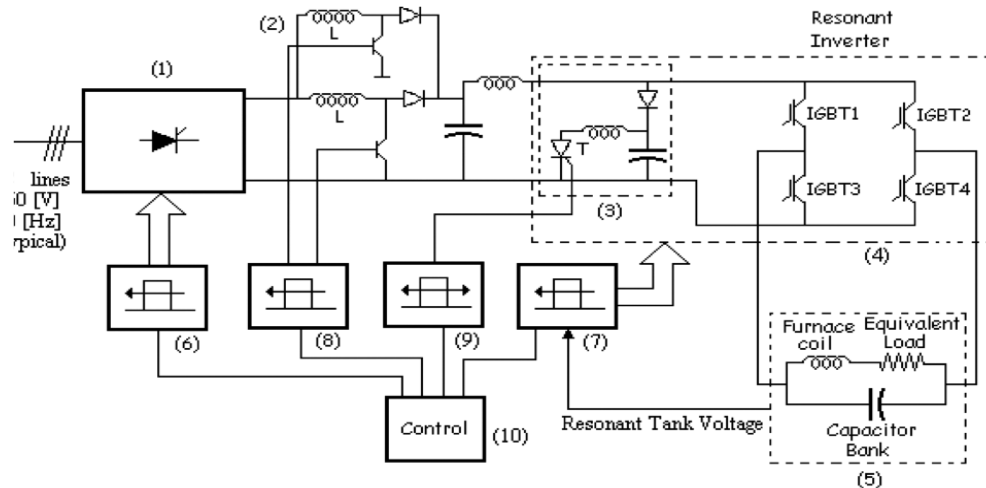 Resonant
Inverter
(2)
L
(1)
L
IGBT1
IGBT2
T
IGBT3
IGBT4
(3)
(4)
lines
[V]
[Hz]
(6)
(8)
(9)
(7)
Furnace
coil
Equivalent
Load
Control
(10)
Resonant Tank Voltage
Capacitor
Bank
(5)